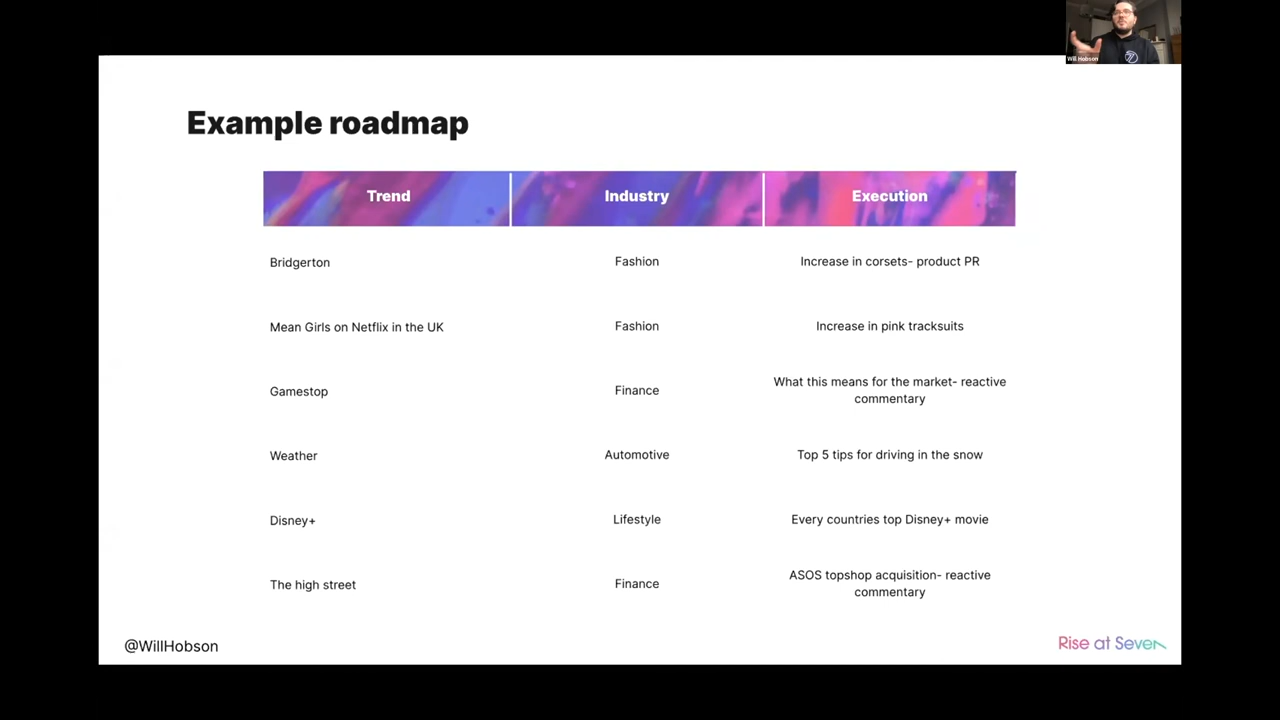 Will Hobson
Example roadmap
Trend Industry Execution
Bridgerton Fashion Increase in corsets- product PR
Mean Girls on Netflix in the UK Fashion Increase in pink tracksuits
Gamestop Finance What this means for the market- reactive
commentary
Weather Automotive Top 5 tips for driving in the snow
Disney+ Lifestyle Every countries top Disney+ movie
The high street Finance ASOS topshop acquisition- reactive
commentary
@WillHobson
Rise at Seven